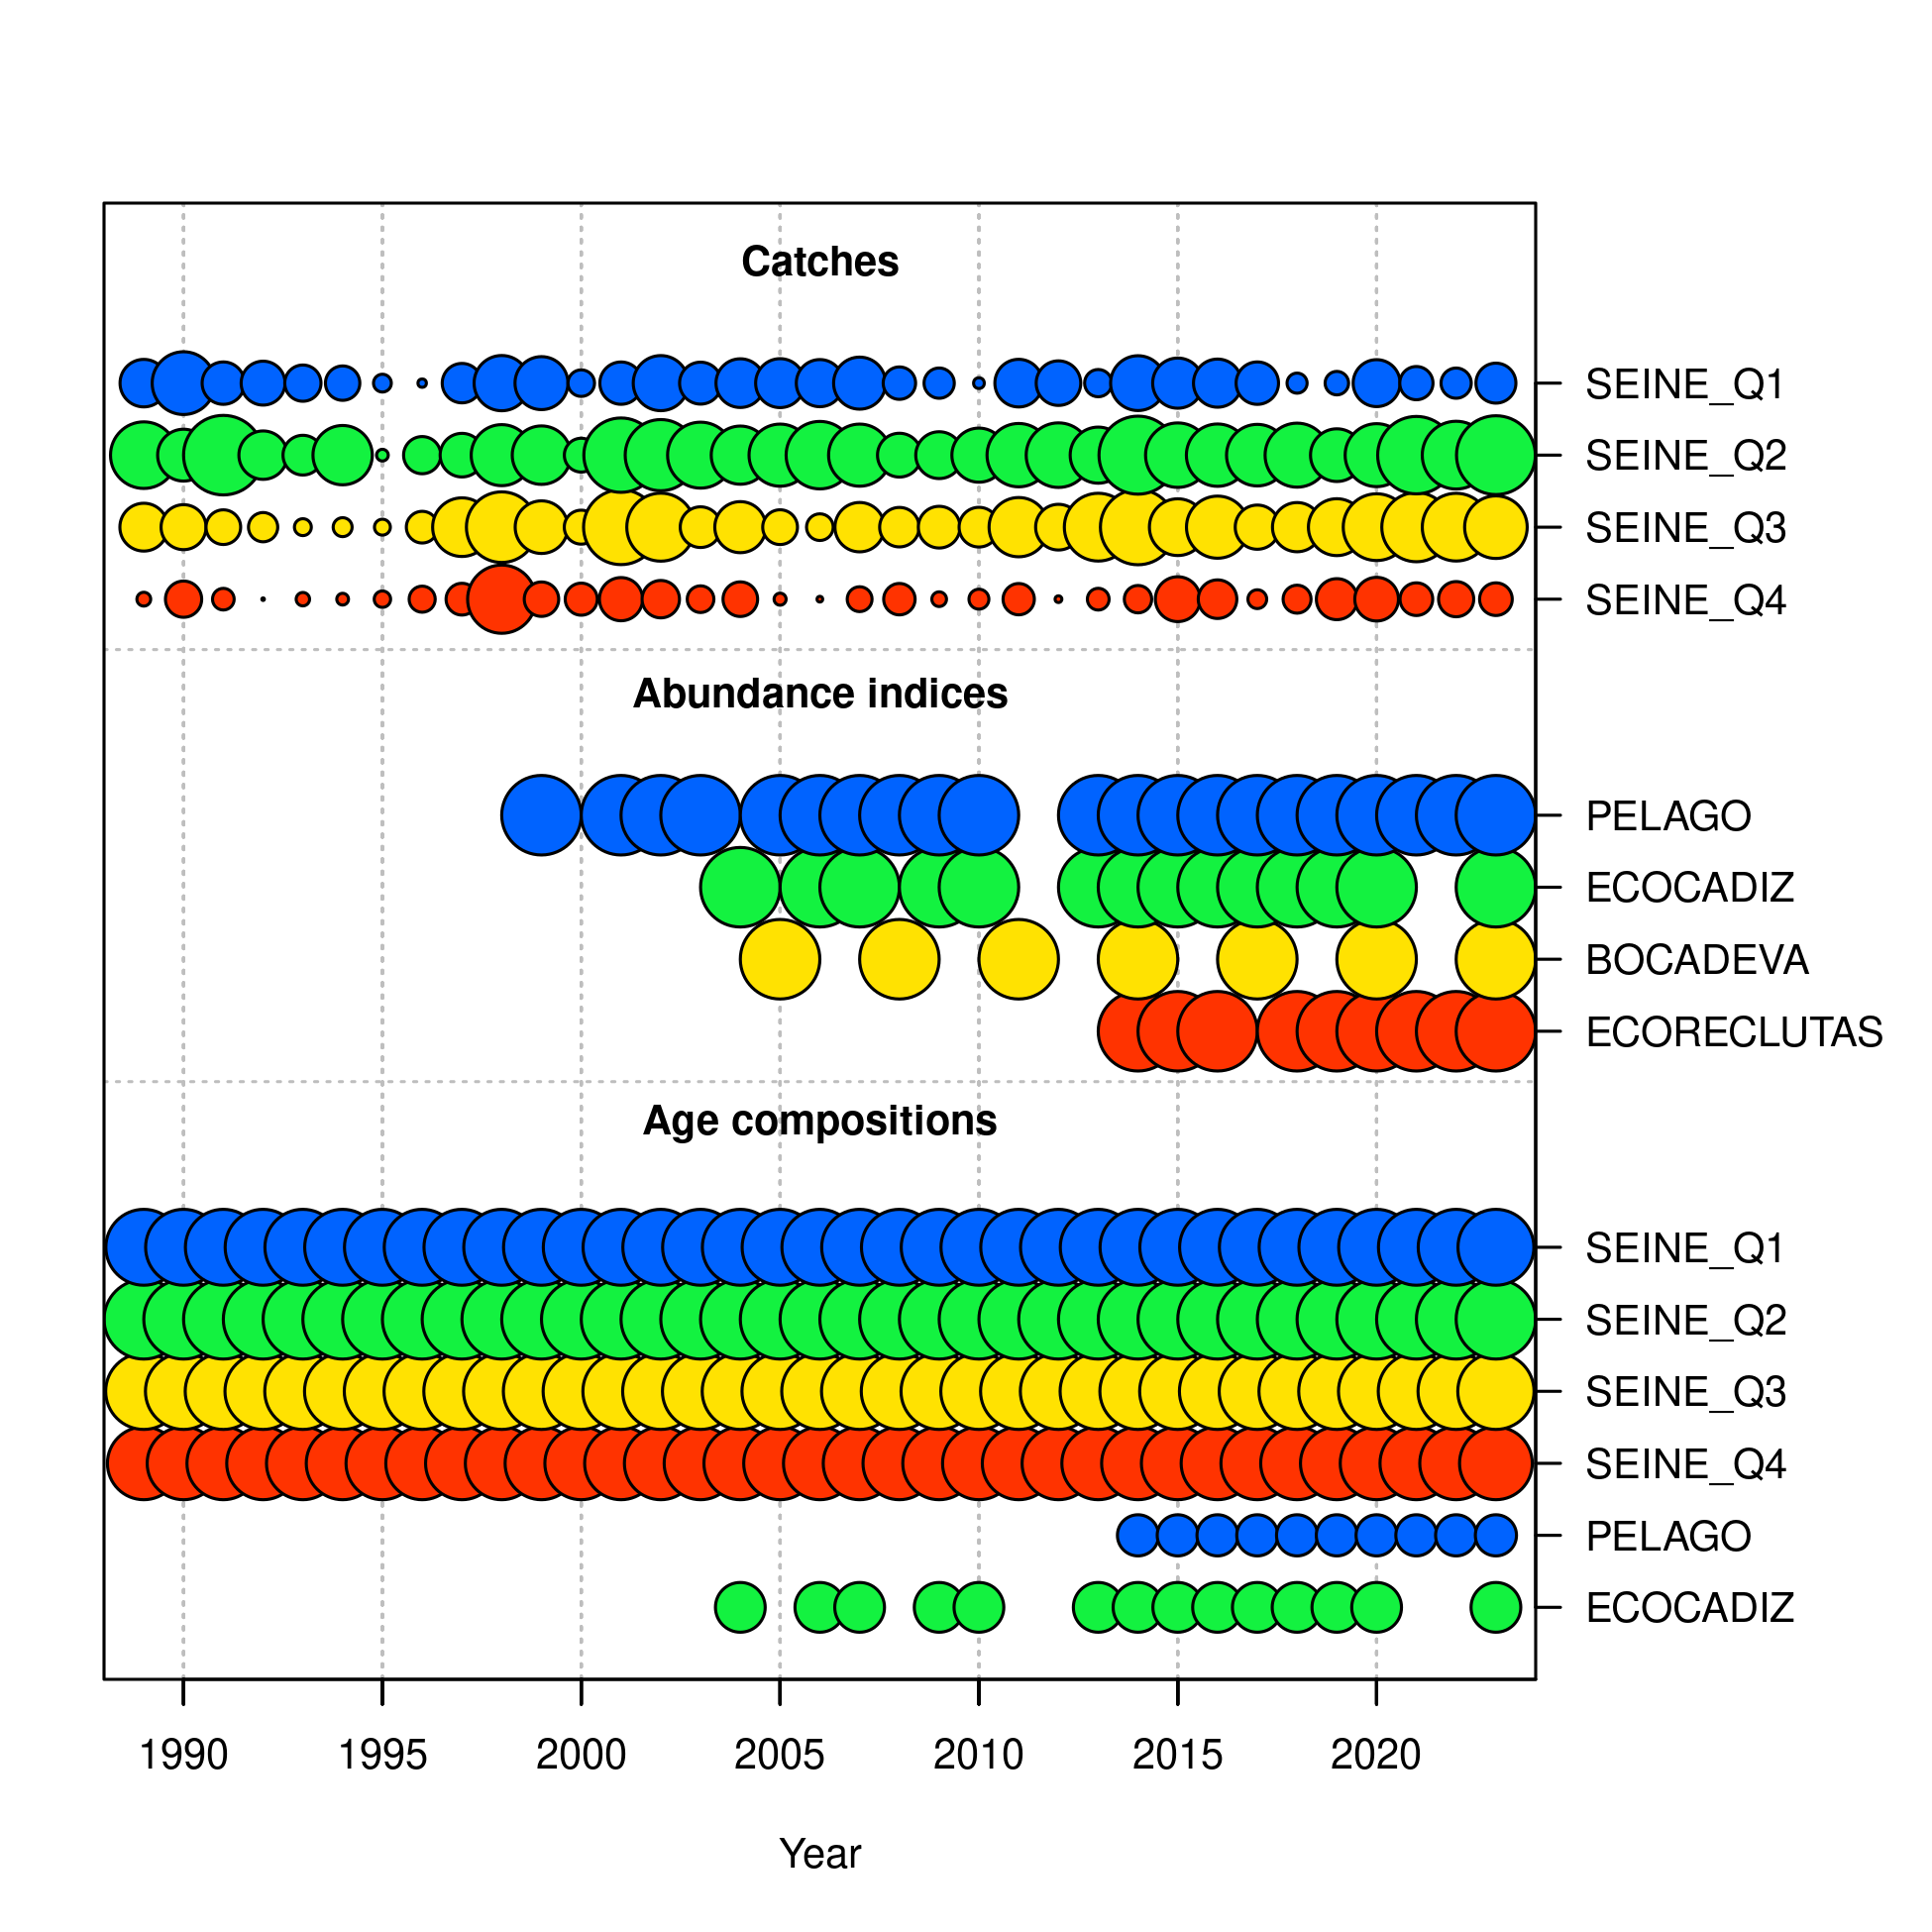 Catches
SEINE_Q1
SEINE_Q2
SEINE_Q3
SEINE_Q4
Abundance indices
PELAGO
ECOCADIZ
BOCADEVA
ECORECLUTAS
Age compositions
SEINE_Q1
SEINE_Q2
SEINE_Q3
SEINE_Q4
PELAGO
ECOCADIZ
1990 1995 2000 2005 2010 2015 2020
Year